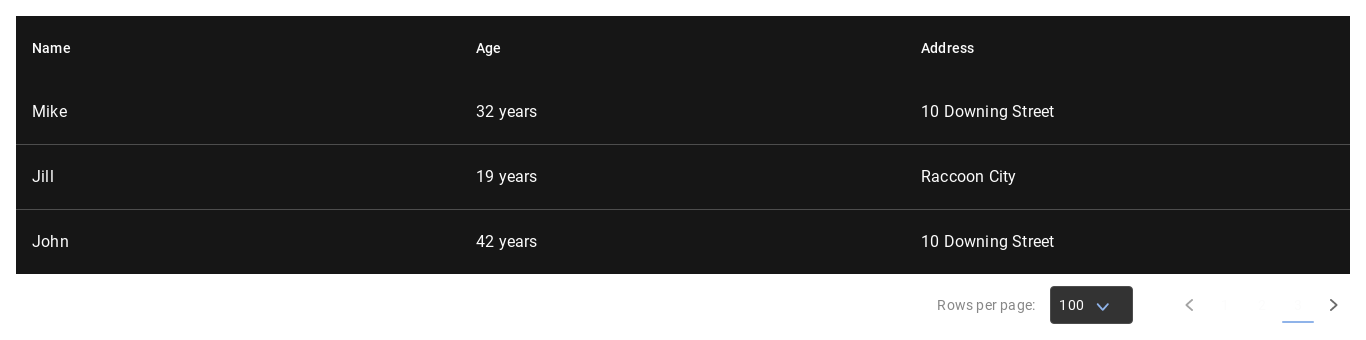 Name Age Address
Mike 32 years 10 Downing Street
Jill 19 years Raccoon City
John 42 years 10 Downing Street
Rows per page: 100